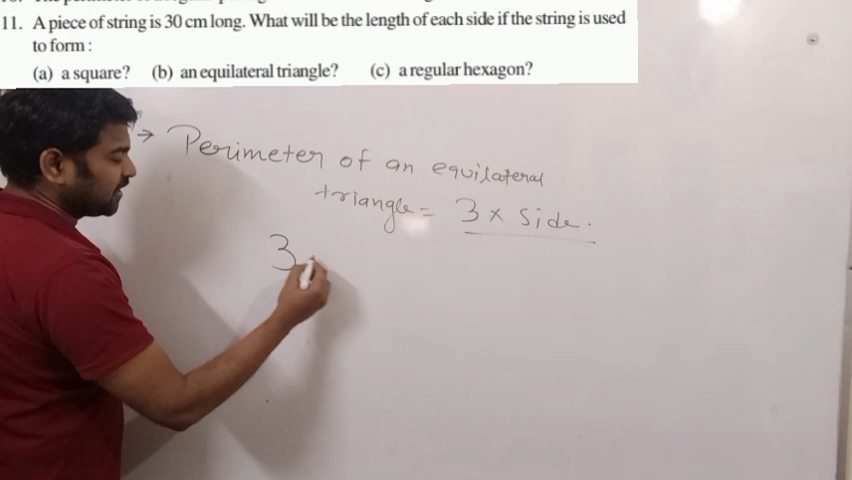 11. A piece of string is 30 cm long. What will be the length of each side if the string is used
to form :
(a) a square? (b) an equilateral triangle? (c) a regular hexagon?
→ Perimeter of an equilateral
triangle = 3 x side.
3